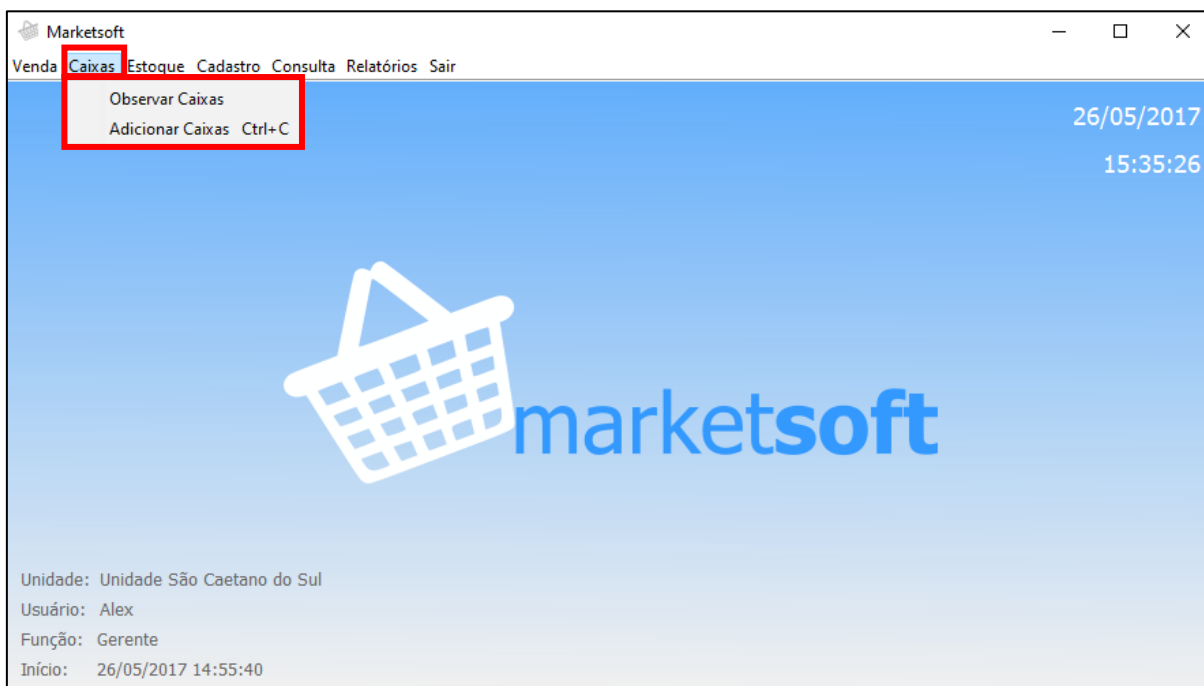 Marketsoft
Venda Caixas Estoque Cadastro Consulta Relatórios Sair
Observar Caixas
Adicionar Caixas Ctrl+C
26/05/2017
15:35:26
marketsoft
Unidade: Unidade São Caetano do Sul
Usuário: Alex
Função: Gerente
Início: 26/05/2017 14:55:40